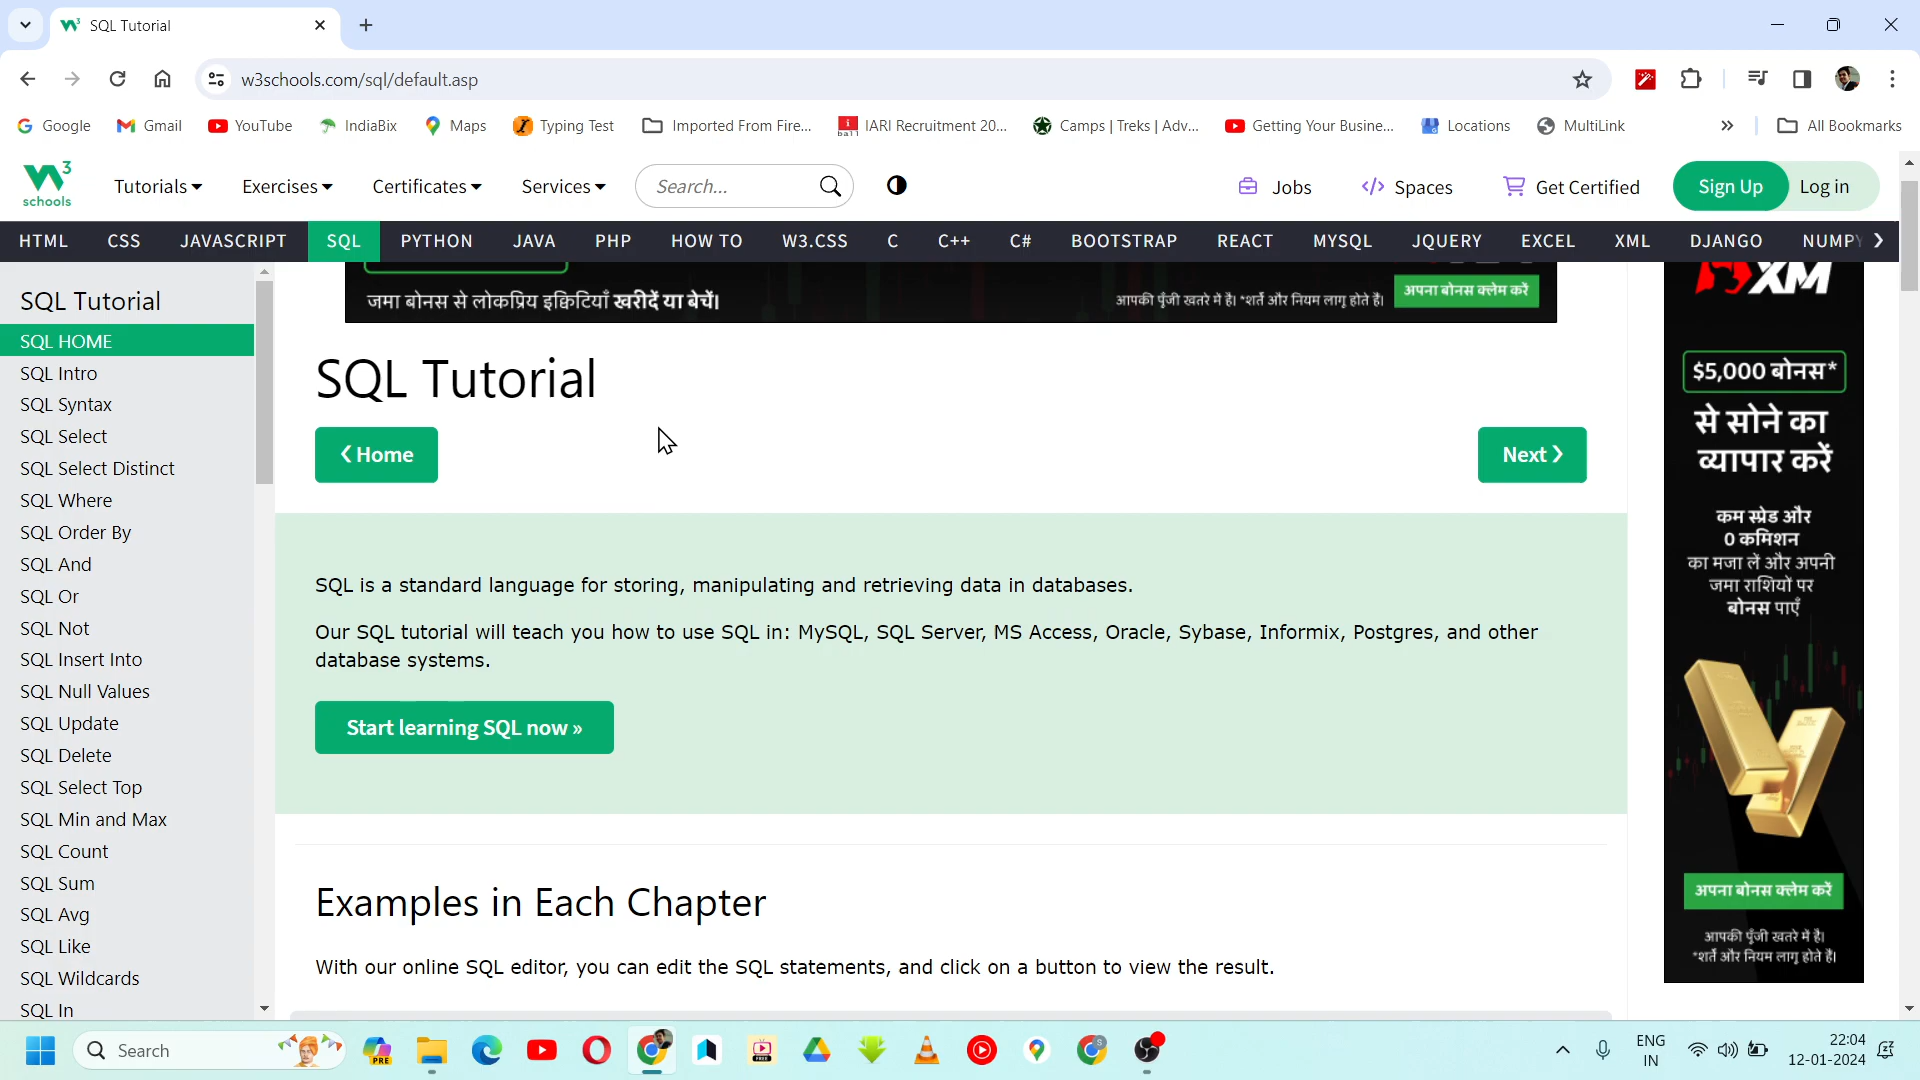 SQL Tutorial
w3schools.com/sql/default.asp
Google
Gmail
YouTube
IndiaBix
Maps
Typing Test
Imported From Fire...
IARI Recruitment 20...
Camps | Treks | Adv...
Getting Your Busine...
Locations
MultiLink
All Bookmarks
W3 schools
Tutorials
Exercises
Certificates
Services
Search...
Jobs
Spaces
Get Certified
Sign Up
Log in
HTML
CSS
JAVASCRIPT
SQL
PYTHON
JAVA
PHP
HOW TO
W3.CSS
C
C++
C#
BOOTSTRAP
REACT
MYSQL
JQUERY
EXCEL
XML
DJANGO
NUMPY
SQL Tutorial
SQL HOME
SQL Intro
SQL Syntax
SQL Select
SQL Select Distinct
SQL Where
SQL Order By
SQL And
SQL Or
SQL Not
SQL Insert Into
SQL Null Values
SQL Update
SQL Delete
SQL Select Top
SQL Min and Max
SQL Count
SQL Sum
SQL Avg
SQL Like
SQL Wildcards
SQL In
जमा बोनस से लोकप्रिय इक्विटियाँ खरीदें या बेचें।
आपकी पूँजी खतरे में है। *शर्तें और नियम लागू होते हैं।
अपना बोनस क्लेम करें
SQL Tutorial
❮ Home
Next ❯
SQL is a standard language for storing, manipulating and retrieving data in databases.
Our SQL tutorial will teach you how to use SQL in: MySQL, SQL Server, MS Access, Oracle, Sybase, Informix, Postgres, and other
database systems.
Start learning SQL now »
Examples in Each Chapter
With our online SQL editor, you can edit the SQL statements, and click on a button to view the result.
XM
$5,000 बोनस*
से सोने का
व्यापार करें
कम स्प्रेड और
0 कमिशन
का मजा लें और अपनी
जमा राशियों पर
बोनस पाएँ
अपना बोनस क्लेम करें
आपकी पूँजी खतरे में है।
*शर्तें और नियम लागू होते हैं।
Search
PRE
FREE
S
ENG
IN
22:04
12-01-2024